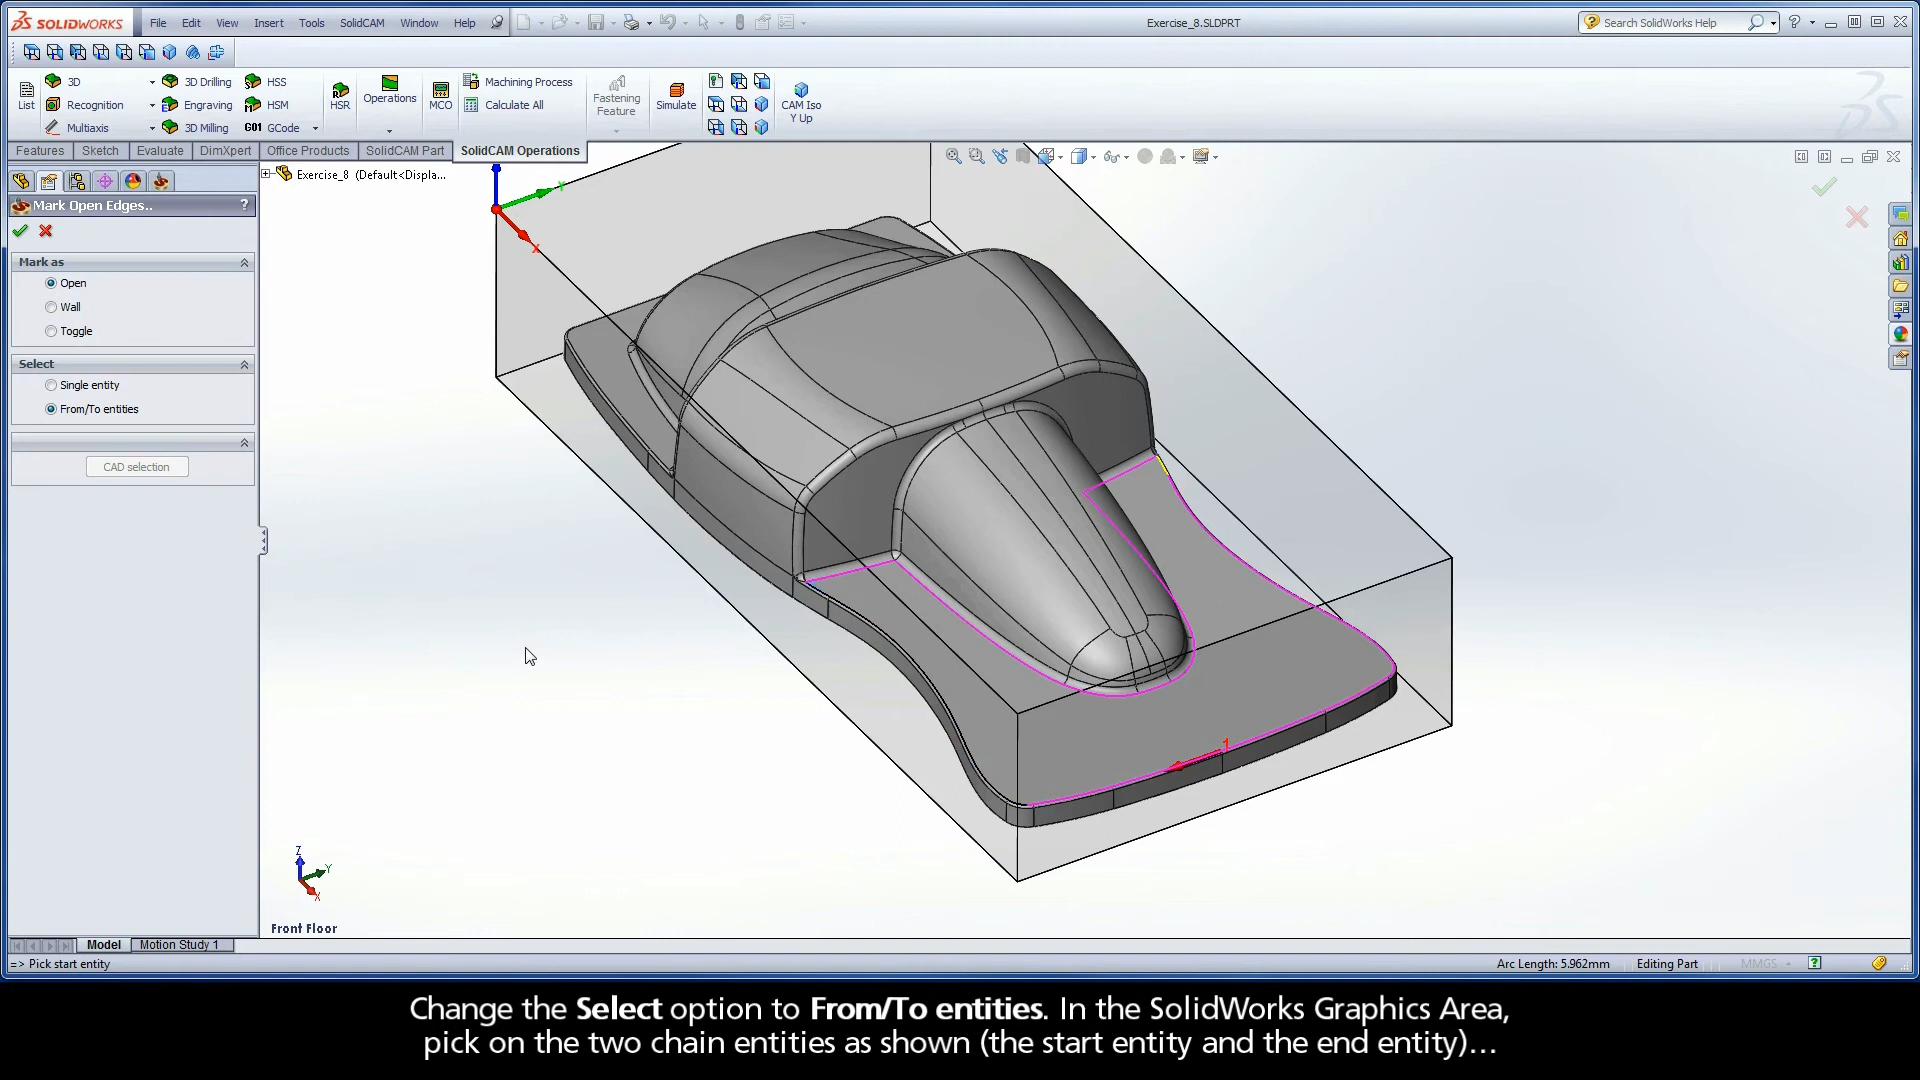 SOLIDWORKS File Edit View Insert Tools SolidCAM Window Help Exercise_8.SLDPRT Search SolidWorks Help
3D 3D Drilling HSS Machining Process
List Recognition Engraving HSM HSR Operations MCO Calculate All Fastening Feature Simulate CAM Iso Y Up
Multiaxis 3D Milling G01 GCode
Features Sketch Evaluate DimXpert Office Products SolidCAM Part SolidCAM Operations
Exercise_8 (Default<Displa...
Mark Open Edges.. ?
Mark as
Open
Wall
Toggle
Select
Single entity
From/To entities
CAD selection
Y
X
1
Z
Y
X
Front Floor
Model Motion Study 1
=> Pick start entity Arc Length: 5.962mm Editing Part MMGS
Change the Select option to From/To entities. In the SolidWorks Graphics Area,
pick on the two chain entities as shown (the start entity and the end entity)...